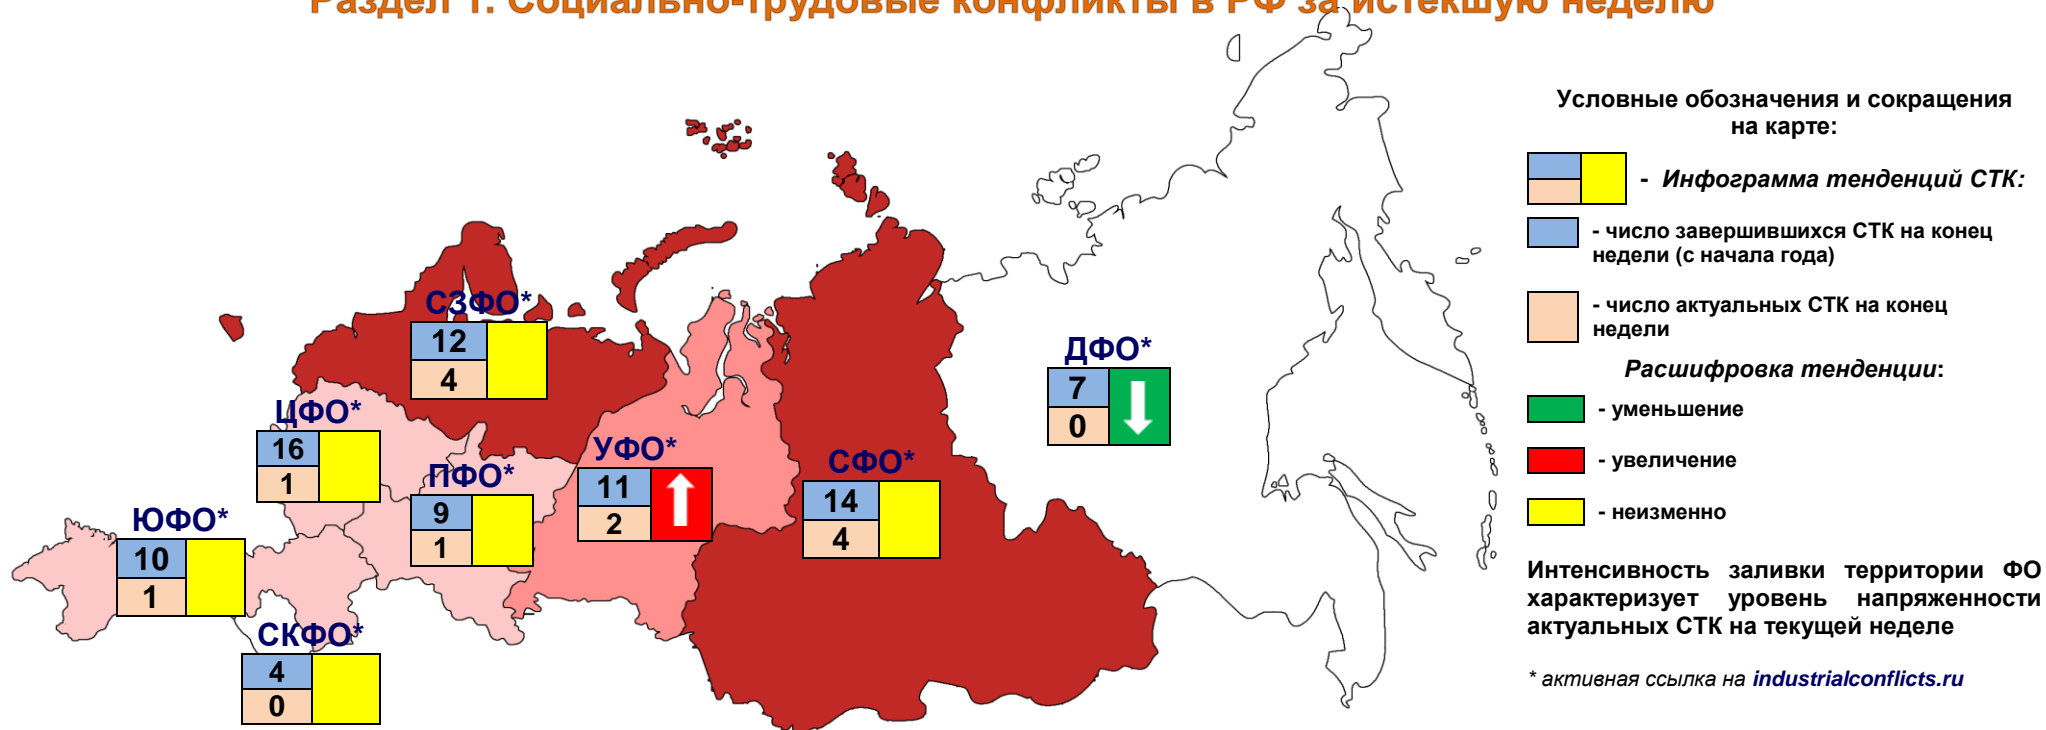 Раздел 1. Социально-трудовые конфликты в РФ за истекшую неделю
Условные обозначения и сокращения
на карте:
- Инфограмма тенденций СТК:
- число завершившихся СТК на конец
недели (с начала года)
- число актуальных СТК на конец
недели
Расшифровка тенденции:
- уменьшение
- увеличение
- неизменно
Интенсивность заливки территории ФО
характеризует уровень напряженности
актуальных СТК на текущей неделе
* активная ссылка на industrialconflicts.ru
СЗФО*
12
4
ДФО*
7
0
ЦФО*
16
1
ПФО*
9
1
УФО*
11
2
СФО*
14
4
ЮФО*
10
1
СКФО*
4
0